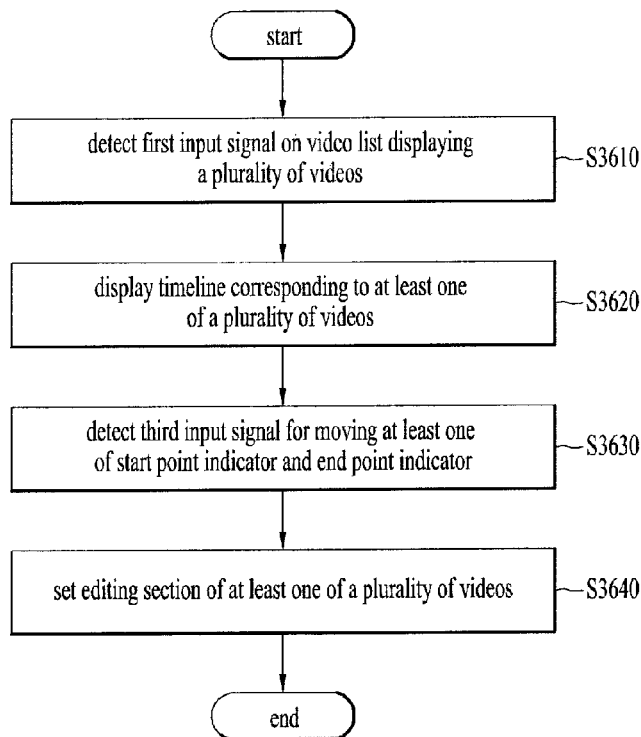 start
detect first input signal on video list displaying
a plurality of videos
S3610
display timeline corresponding to at least one
of a plurality of videos
S3620
detect third input signal for moving at least one
of start point indicator and end point indicator
S3630
set editing section of at least one of a plurality of videos
S3640
end